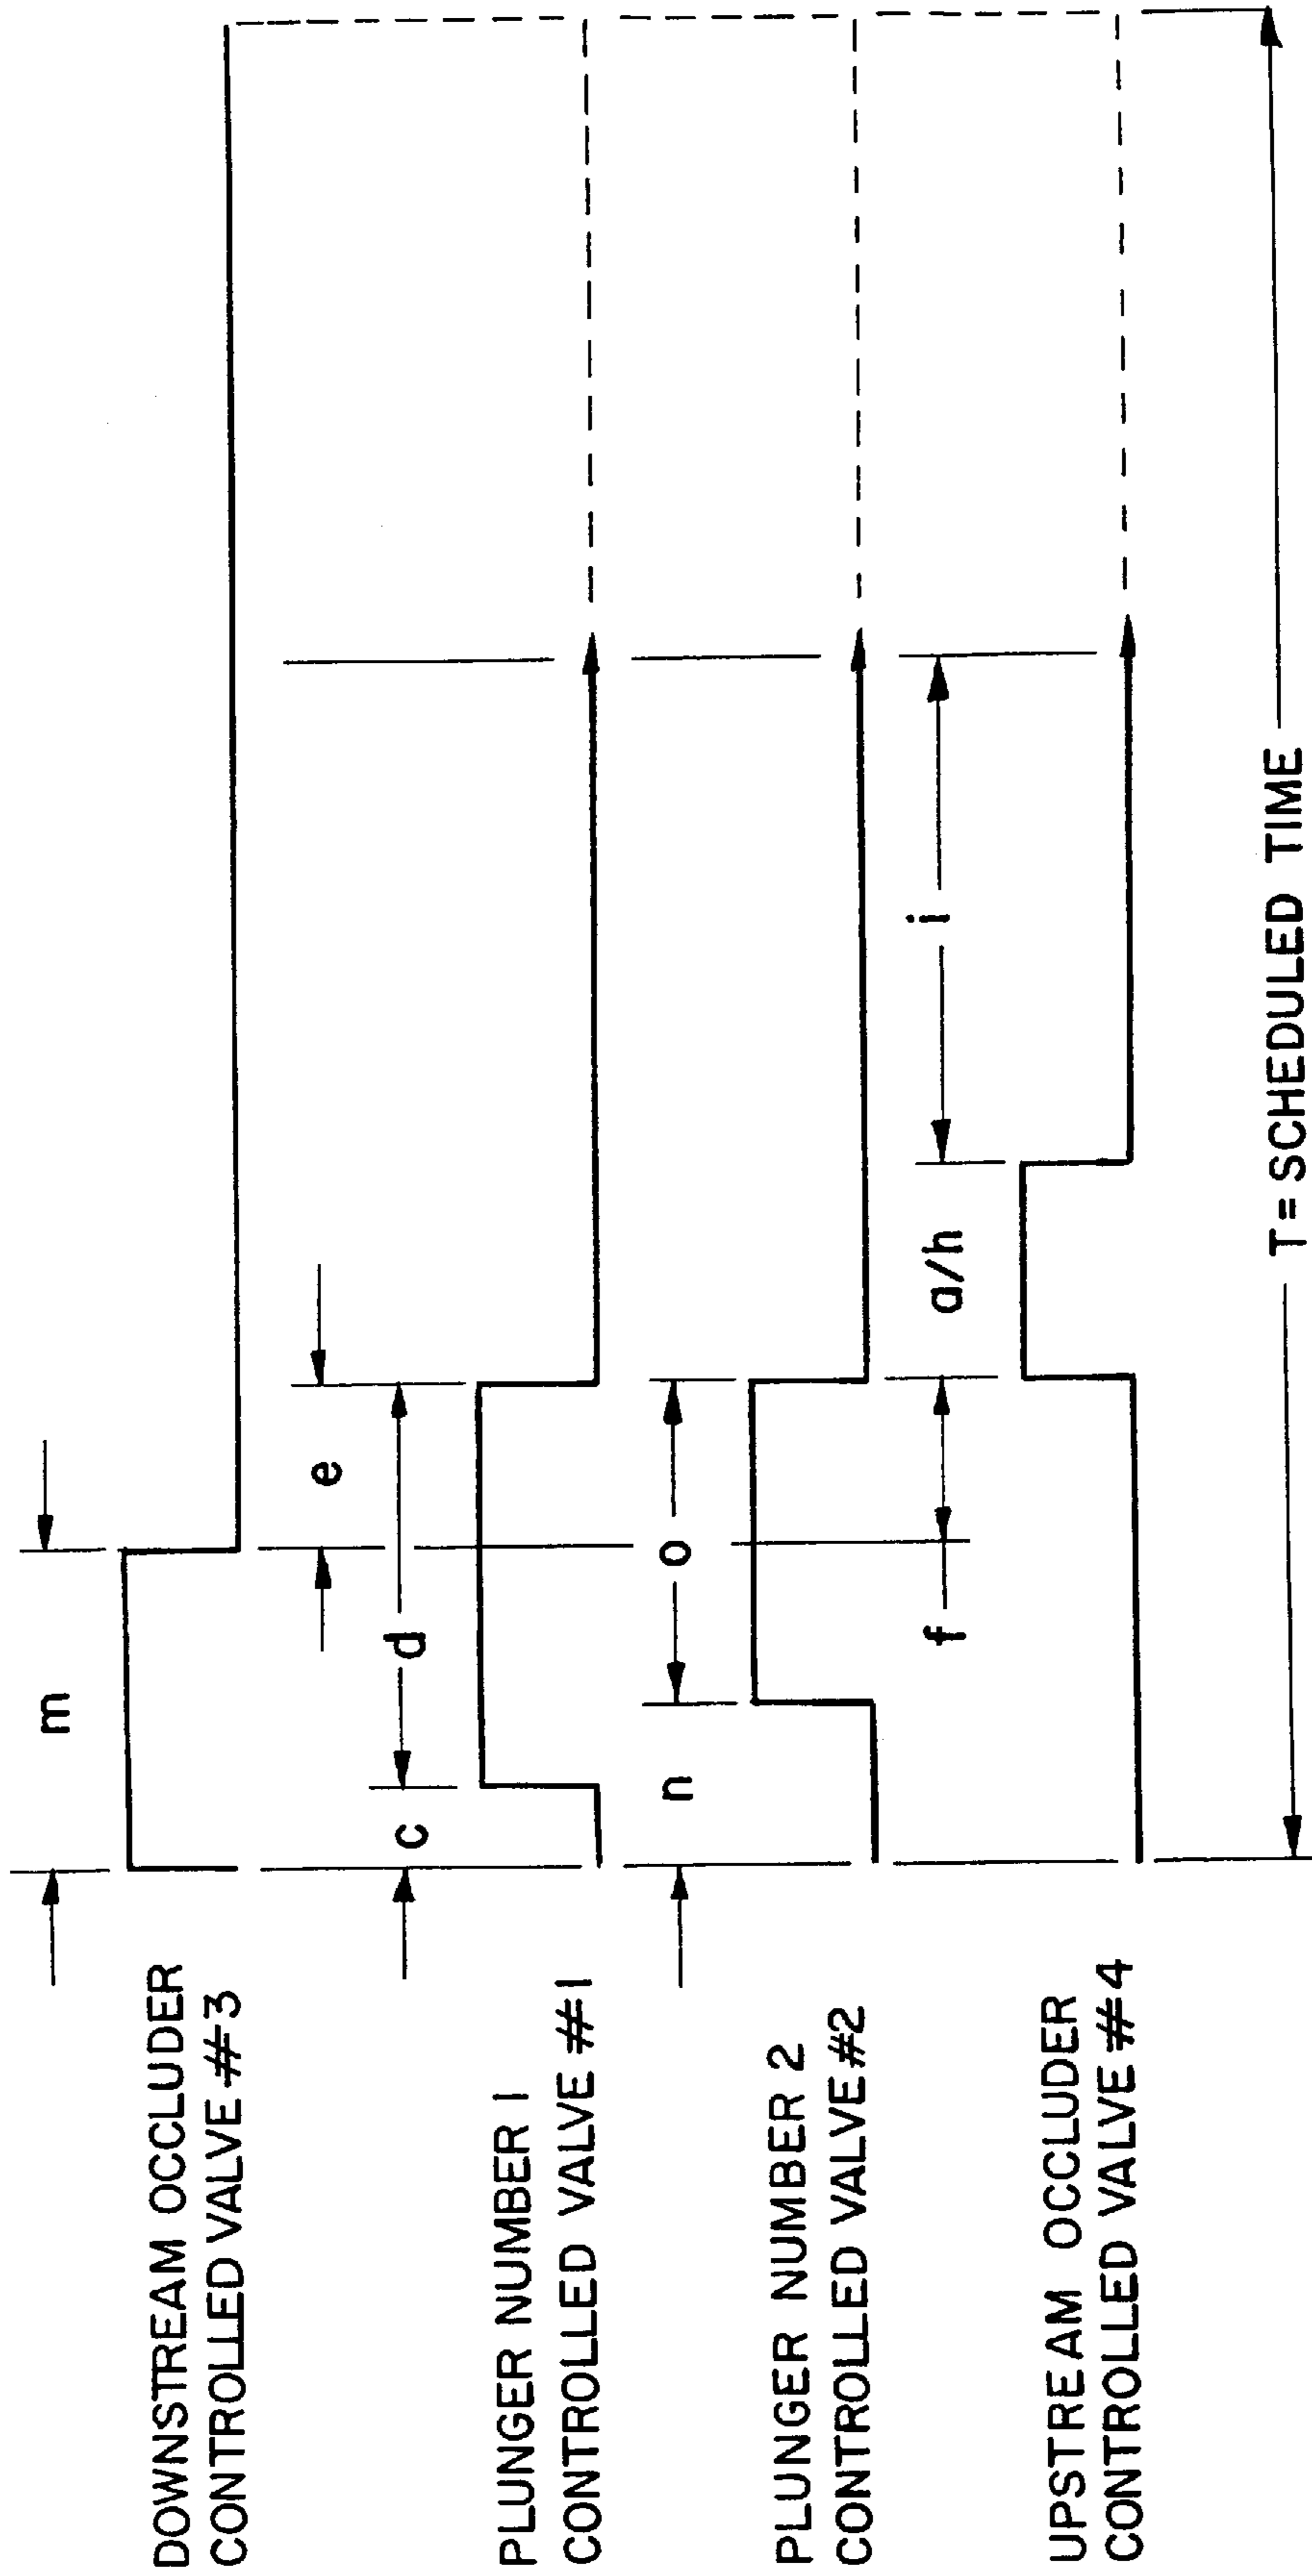 m
DOWNSTREAM OCCLUDER
CONTROLLED VALVE #3
e
c
d
PLUNGER NUMBER 1
CONTROLLED VALVE #1
n
o
PLUNGER NUMBER 2
CONTROLLED VALVE #2
f
a/h
i
UPSTREAM OCCLUDER
CONTROLLED VALVE #4
T = SCHEDULED TIME